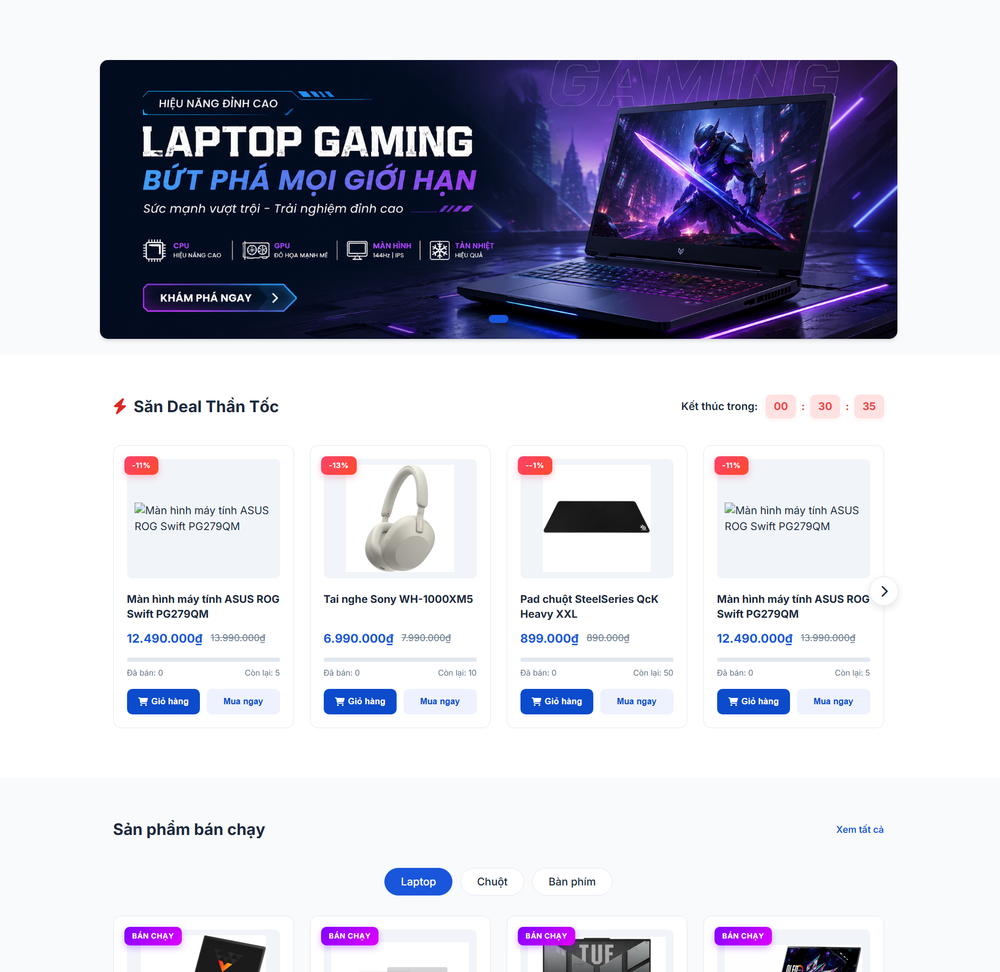 GAMING
HIỆU NĂNG ĐỈNH CAO
LAPTOP GAMING
BỨT PHÁ MỌI GIỚI HẠN
Sức mạnh vượt trội - Trải nghiệm đỉnh cao
CPU
HIỆU NĂNG CAO
GPU
ĐỒ HỌA MẠNH MẼ
MÀN HÌNH
144Hz | IPS
TẢN NHIỆT
HIỆU QUẢ
KHÁM PHÁ NGAY
Săn Deal Thần Tốc
Kết thúc trong: 00 : 30 : 35
-11%
Màn hình máy tính ASUS
ROG Swift PG279QM
Màn hình máy tính ASUS ROG
Swift PG279QM
12.490.000₫ 13.990.000₫
Đã bán: 0 Còn lại: 5
Giỏ hàng Mua ngay
-13%
Tai nghe Sony WH-1000XM5
6.990.000₫ 7.990.000₫
Đã bán: 0 Còn lại: 10
Giỏ hàng Mua ngay
--1%
Pad chuột SteelSeries QcK
Heavy XXL
899.000₫ 890.000₫
Đã bán: 0 Còn lại: 50
Giỏ hàng Mua ngay
-11%
Màn hình máy tính ASUS
ROG Swift PG279QM
Màn hình máy tính ASUS ROG
Swift PG279QM
12.490.000₫ 13.990.000₫
Đã bán: 0 Còn lại: 5
Giỏ hàng Mua ngay
Sản phẩm bán chạy
Xem tất cả
Laptop
Chuột
Bàn phím
BÁN CHẠY
BÁN CHẠY
BÁN CHẠY
TUF
BÁN CHẠY
OLED